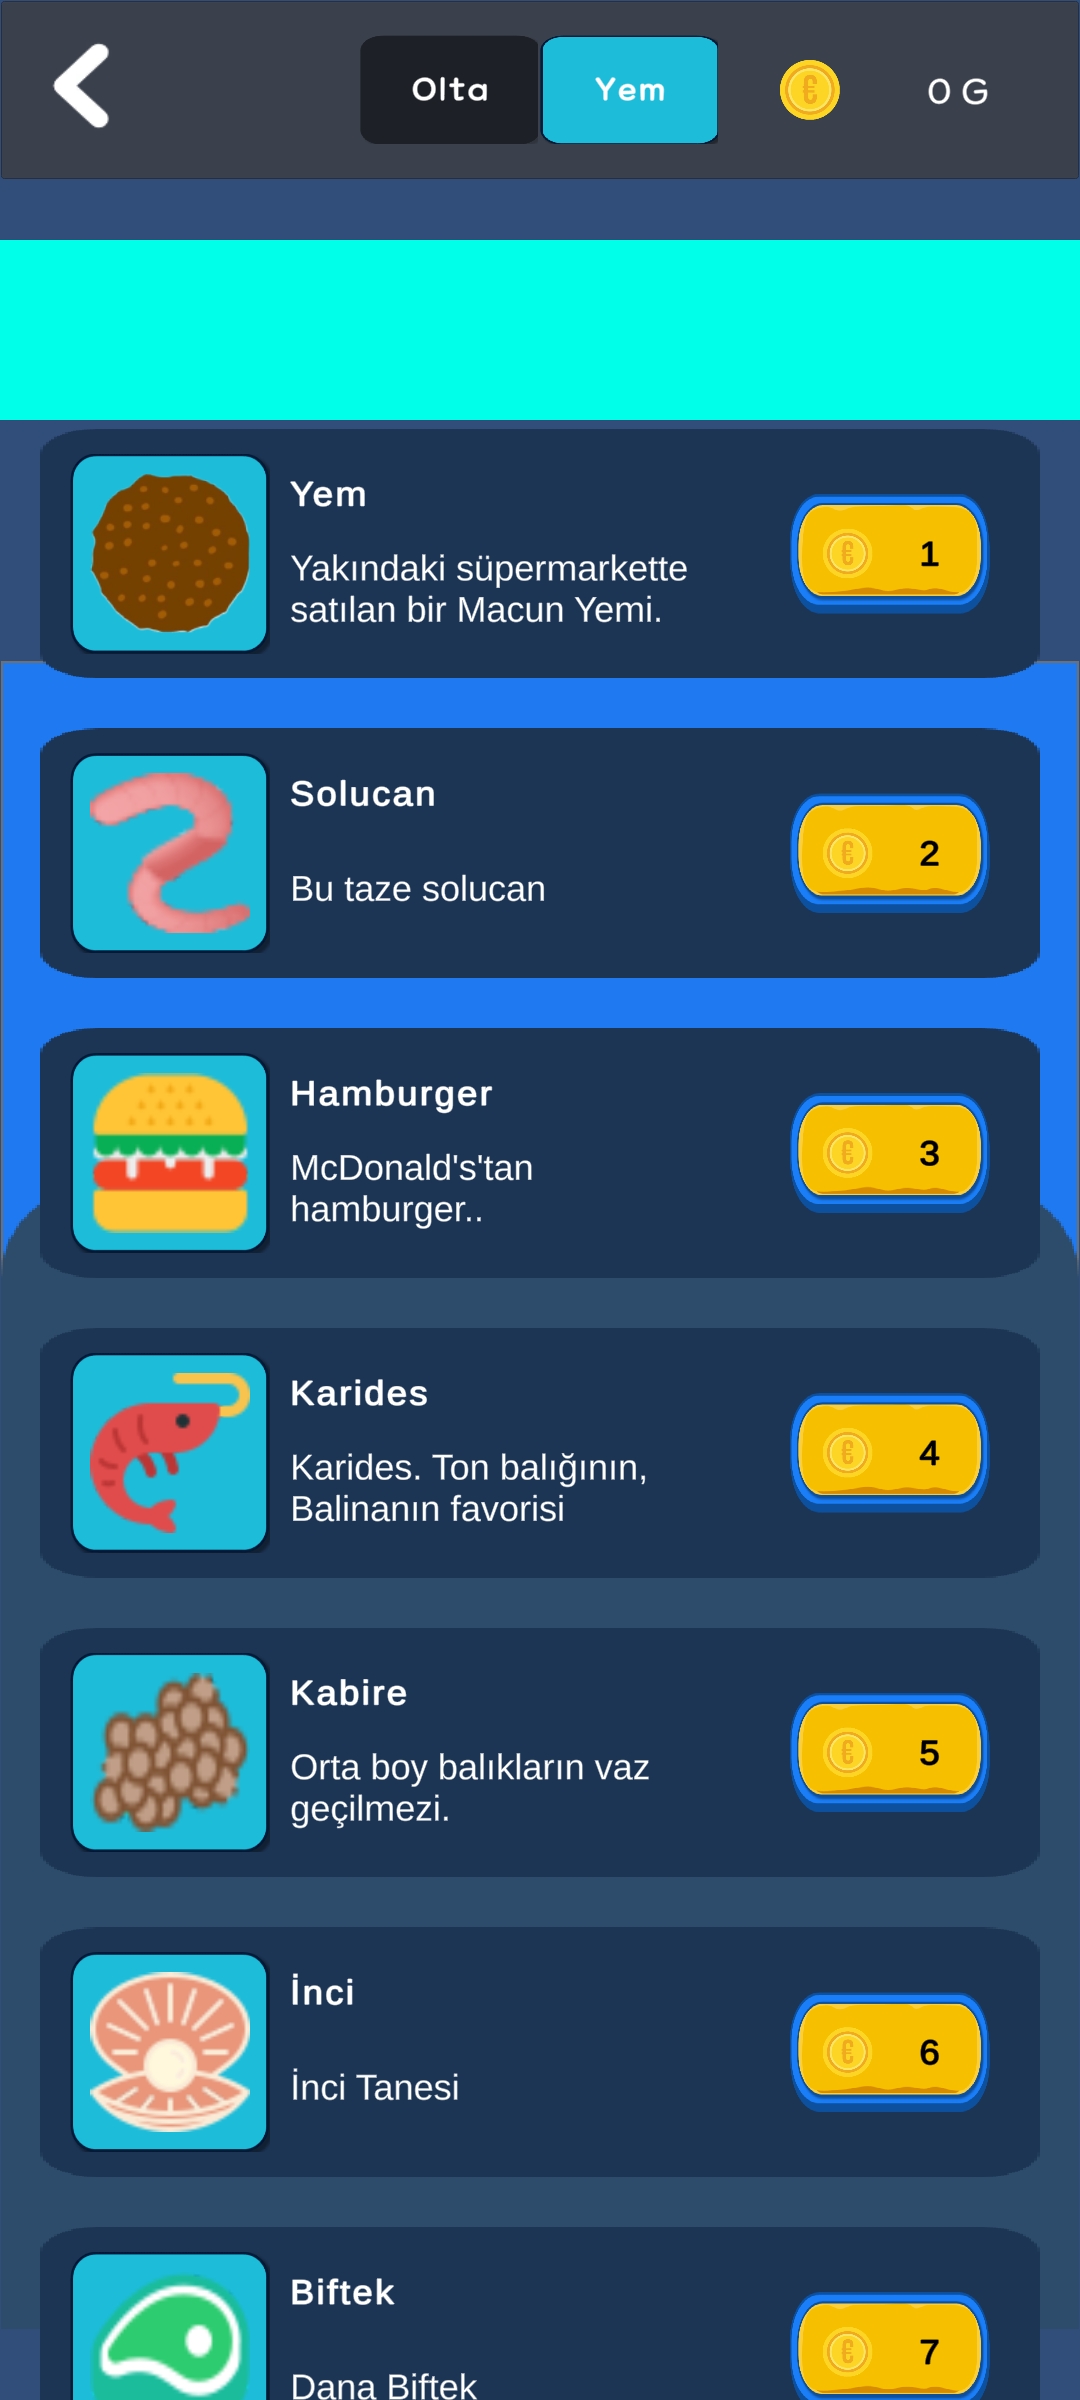 Olta
Yem
0 G
Yem
Yakındaki süpermarkette
satılan bir Macun Yemi.
1
Solucan
Bu taze solucan
2
Hamburger
McDonald's'tan
hamburger..
3
Karides
Karides. Ton balığının,
Balinanın favorisi
4
Kabire
Orta boy balıkların vaz
geçilmezi.
5
İnci
İnci Tanesi
6
Biftek
Dana Biftek
7